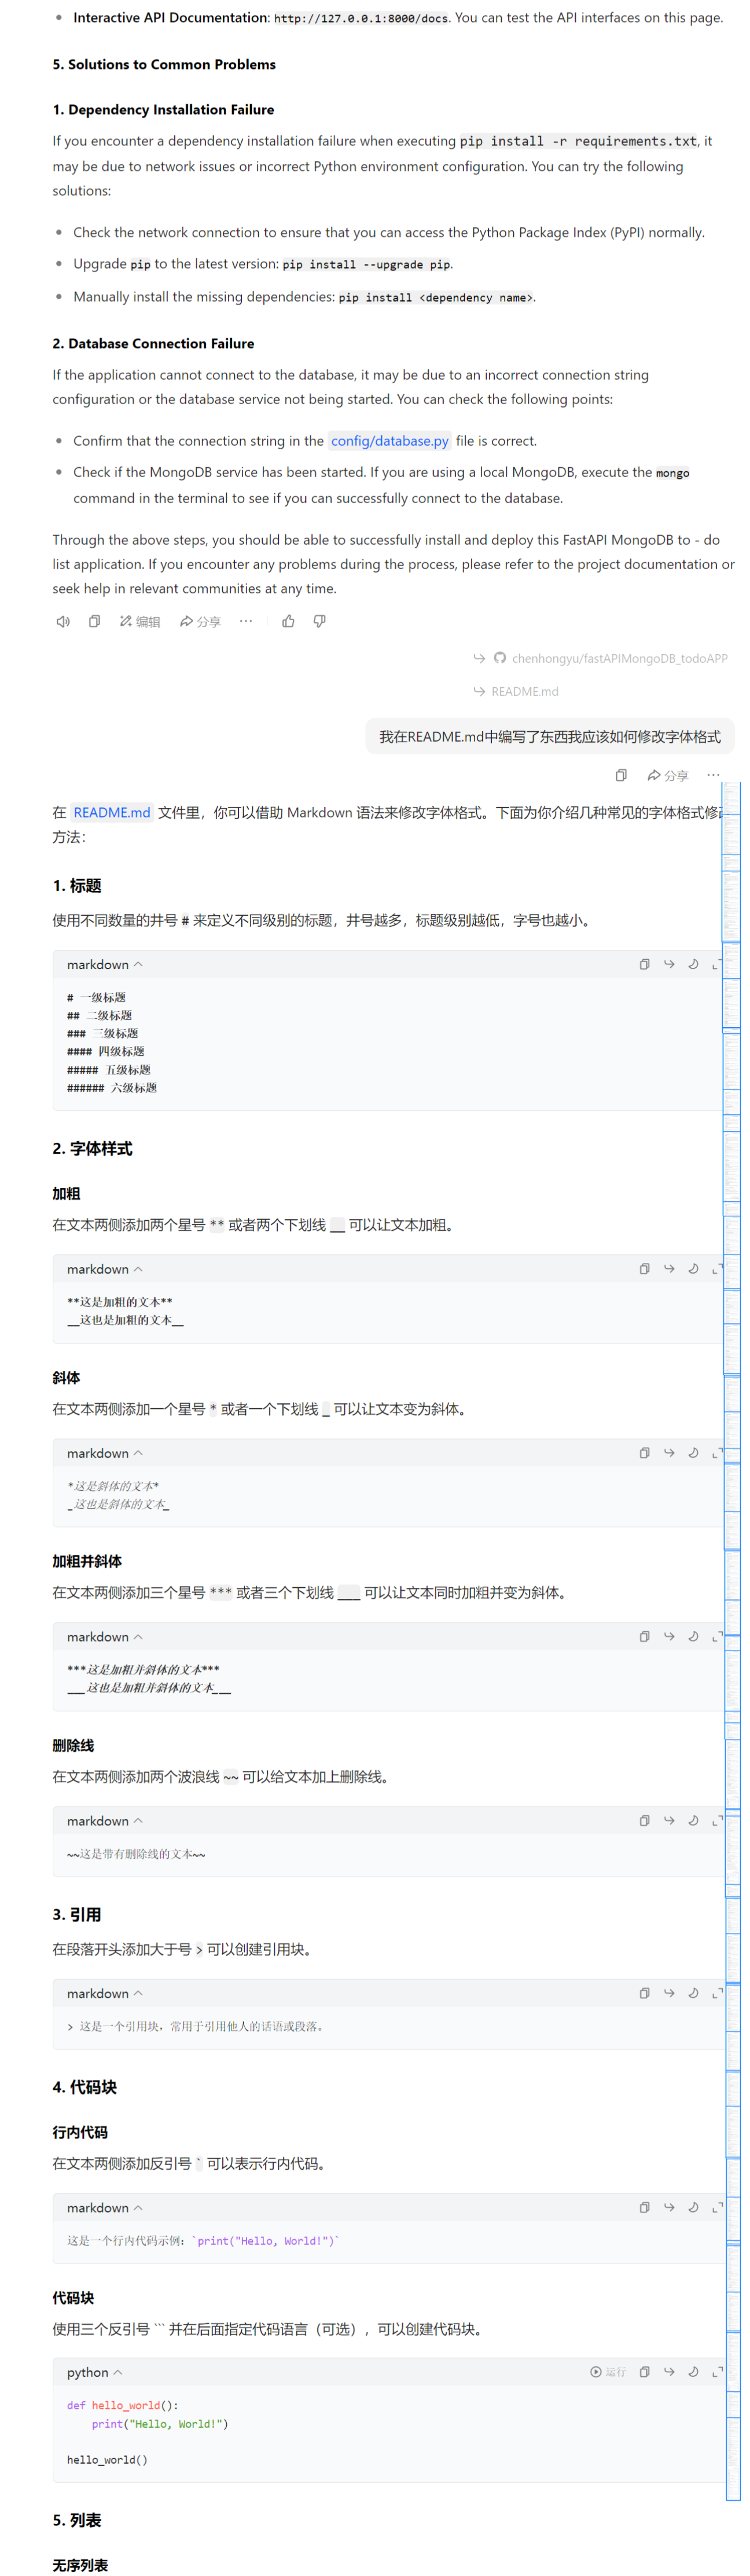 Interactive API Documentation: http://127.0.0.1:8000/docs. You can test the API interfaces on this page.
5. Solutions to Common Problems
1. Dependency Installation Failure
If you encounter a dependency installation failure when executing pip install -r requirements.txt, it
may be due to network issues or incorrect Python environment configuration. You can try the following
solutions:
Check the network connection to ensure that you can access the Python Package Index (PyPI) normally.
Upgrade pip to the latest version: pip install --upgrade pip.
Manually install the missing dependencies: pip install <dependency name>.
2. Database Connection Failure
If the application cannot connect to the database, it may be due to an incorrect connection string
configuration or the database service not being started. You can check the following points:
Confirm that the connection string in the config/database.py file is correct.
Check if the MongoDB service has been started. If you are using a local MongoDB, execute the mongo
command in the terminal to see if you can successfully connect to the database.
Through the above steps, you should be able to successfully install and deploy this FastAPI MongoDB to - do
list application. If you encounter any problems during the process, please refer to the project documentation or
seek help in relevant communities at any time.
编辑 分享
chenhongyu/fastAPIMongoDB_todoAPP
README.md
我在README.md中编写了东西我应该如何修改字体格式
分享
在 README.md 文件里，你可以借助 Markdown 语法来修改字体格式。下面为你介绍几种常见的字体格式修改
方法：
1. 标题
使用不同数量的井号 # 来定义不同级别的标题，井号越多，标题级别越低，字号也越小。
markdown
# 一级标题
## 二级标题
### 三级标题
#### 四级标题
##### 五级标题
###### 六级标题
2. 字体样式
加粗
在文本两侧添加两个星号 ** 或者两个下划线 __ 可以让文本加粗。
markdown
**这是加粗的文本**
__这也是加粗的文本__
斜体
在文本两侧添加一个星号 * 或者一个下划线 _ 可以让文本变为斜体。
markdown
*这是斜体的文本*
_这也是斜体的文本_
加粗并斜体
在文本两侧添加三个星号 *** 或者三个下划线 ___ 可以让文本同时加粗并变为斜体。
markdown
***这是加粗并斜体的文本***
___这也是加粗并斜体的文本___
删除线
在文本两侧添加两个波浪线 ~~ 可以给文本加上删除线。
markdown
~~这是带有删除线的文本~~
3. 引用
在段落开头添加大于号 > 可以创建引用块。
markdown
> 这是一个引用块，常用于引用他人的话语或段落。
4. 代码块
行内代码
在文本两侧添加反引号 ` 可以表示行内代码。
markdown
这是一个行内代码示例：`print("Hello, World!")`
代码块
使用三个反引号 ``` 并在后面指定代码语言（可选），可以创建代码块。
python 运行
def hello_world():
    print("Hello, World!")
hello_world()
5. 列表
无序列表